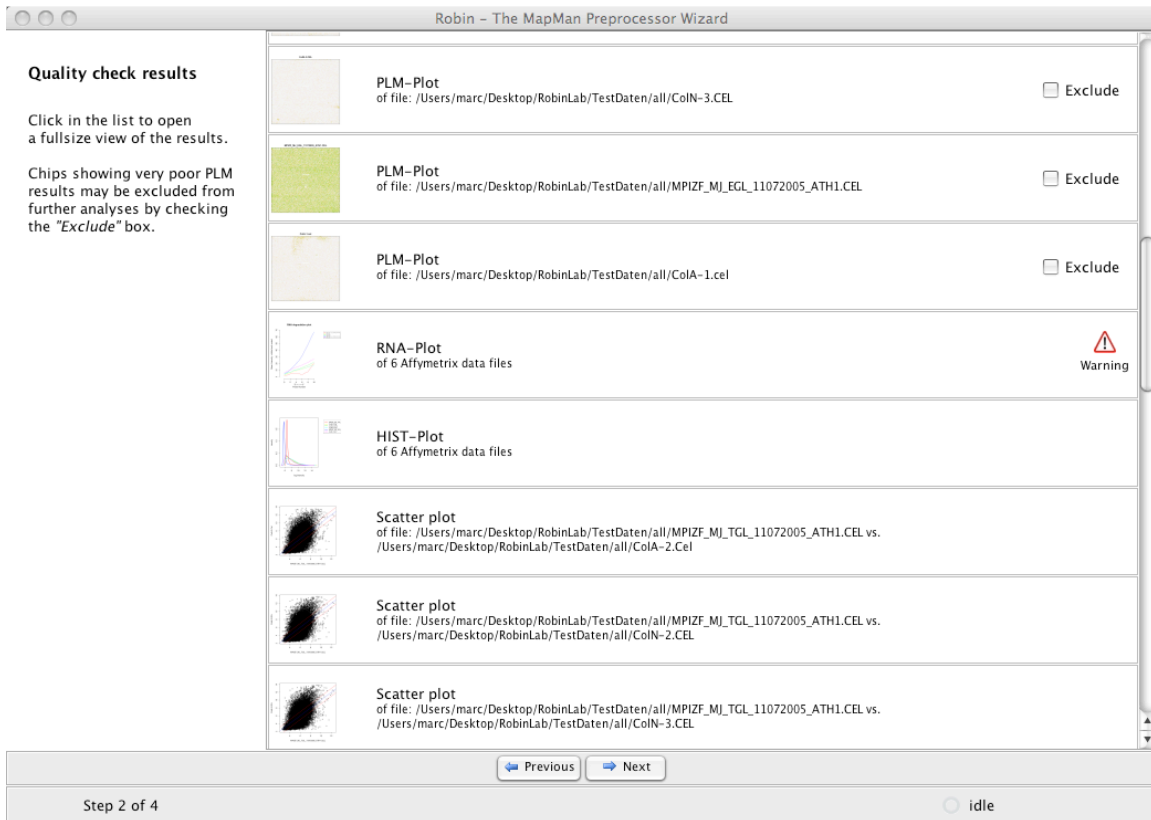 Robin – The MapMan Preprocessor Wizard
Quality check results
Click in the list to open
a fullsize view of the results.
Chips showing very poor PLM
results may be excluded from
further analyses by checking
the "Exclude" box.
PLM-Plot
of file: /Users/marc/Desktop/RobinLab/TestDaten/all/ColN-3.CEL
Exclude
PLM-Plot
of file: /Users/marc/Desktop/RobinLab/TestDaten/all/MPIZF_MJ_EGL_11072005_ATH1.CEL
Exclude
PLM-Plot
of file: /Users/marc/Desktop/RobinLab/TestDaten/all/ColA-1.cel
Exclude
RNA-Plot
of 6 Affymetrix data files
Warning
HIST-Plot
of 6 Affymetrix data files
Scatter plot
of file: /Users/marc/Desktop/RobinLab/TestDaten/all/MPIZF_MJ_TGL_11072005_ATH1.CEL vs.
/Users/marc/Desktop/RobinLab/TestDaten/all/ColA-2.Cel
Scatter plot
of file: /Users/marc/Desktop/RobinLab/TestDaten/all/MPIZF_MJ_TGL_11072005_ATH1.CEL vs.
/Users/marc/Desktop/RobinLab/TestDaten/all/ColN-2.CEL
Scatter plot
of file: /Users/marc/Desktop/RobinLab/TestDaten/all/MPIZF_MJ_TGL_11072005_ATH1.CEL vs.
/Users/marc/Desktop/RobinLab/TestDaten/all/ColN-3.CEL
Previous
Next
Step 2 of 4
idle